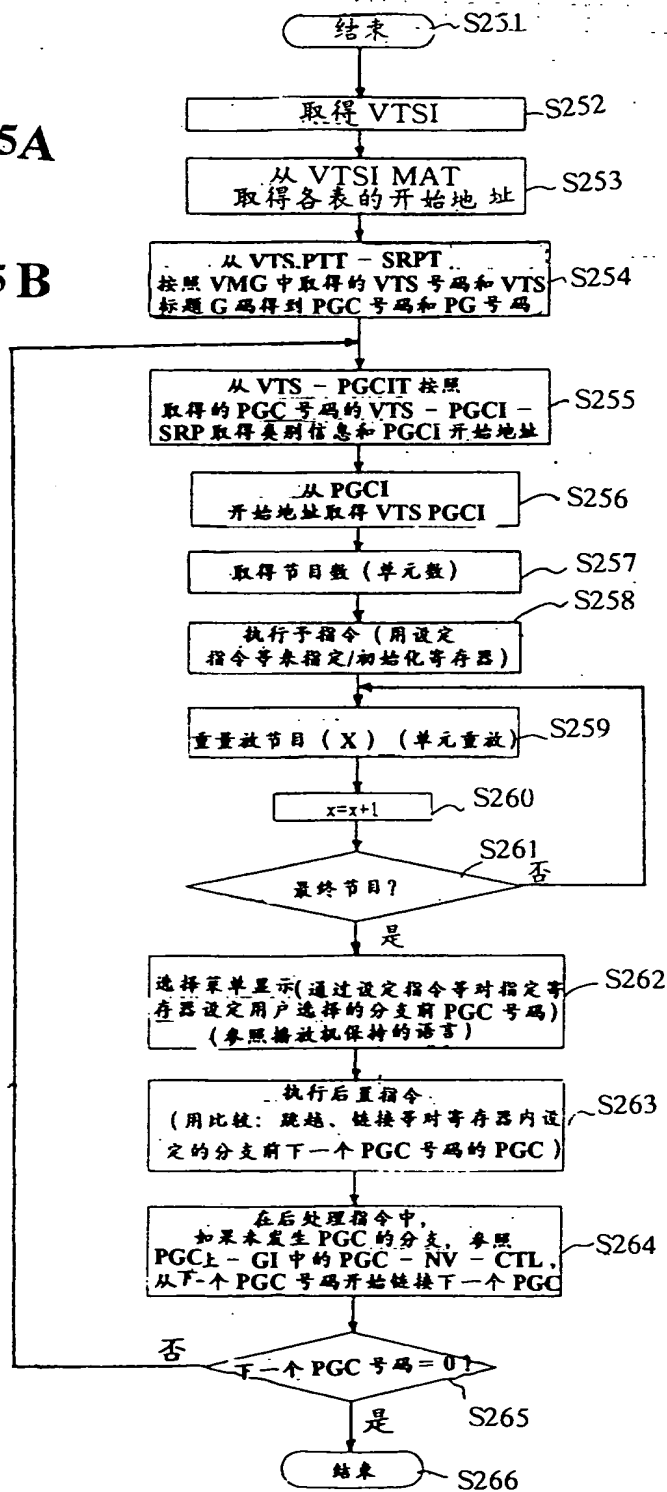 结束 S251
取得 VTSI S252
5A
从 VTSI MAT
取得各表的开始地址 S253
5B
从 VTS.PTT - SRPT
按照 VMG 中取得的 VTS 号码和 VTS
标题 G 码得到 PGC 号码和 PG 号码
S254
从 VTS - PGCIT 按照
取得的 PGC 号码的 VTS - PGCI -
SRP 取得类别信息和 PGCI 开始地址
S255
从 PGCI
开始地址取得 VTS PGCI
S256
取得节目数（单元数） S257
S258
执行予指令（用设定
指令等来指定/初始化寄存器）
重量放节目（X）（单元重放） S259
x=x+1 S260
S261
最终节目？ 否
是
选择菜单显示（通过设定指令等对指定寄
存器设定用户选择的分支前 PGC 号码）
（参照播放机保持的语言）
S262
执行后置指令
（用比较：跳越、链接等对寄存器内设
定的分支前下一个 PGC 号码的 PGC）
S263
在后处理指令中，
如果未发生 PGC 的分支，参照
PGC上 - GI 中的 PGC - NV - CTL，
从下一个 PGC 号码开始链接下一个 PGC
S264
否
下一个 PGC 号码 = 0？
S265
是
结束 S266